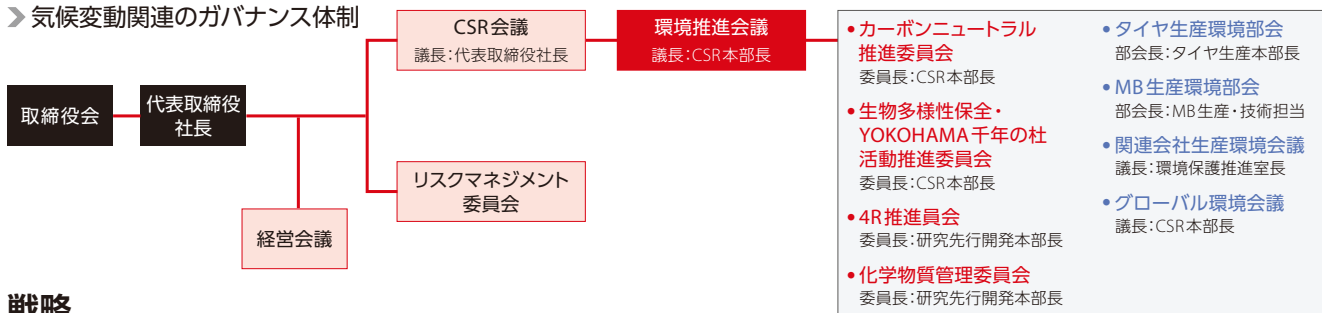 気候変動関連のガバナンス体制
取締役会
代表取締役
社長
経営会議
CSR会議
議長:代表取締役社長
リスクマネジメント
委員会
環境推進会議
議長:CSR本部長
•カーボンニュートラル
推進委員会
委員長:CSR本部長
•生物多様性保全・
YOKOHAMA千年の杜
活動推進委員会
委員長:CSR本部長
•4R推進員会
委員長:研究先行開発本部長
•化学物質管理委員会
委員長:研究先行開発本部長
•タイヤ生産環境部会
部会長:タイヤ生産本部長
•MB生産環境部会
部会長:MB生産・技術担当
•関連会社生産環境会議
議長:環境保護推進室長
•グローバル環境会議
議長:CSR本部長
戦略